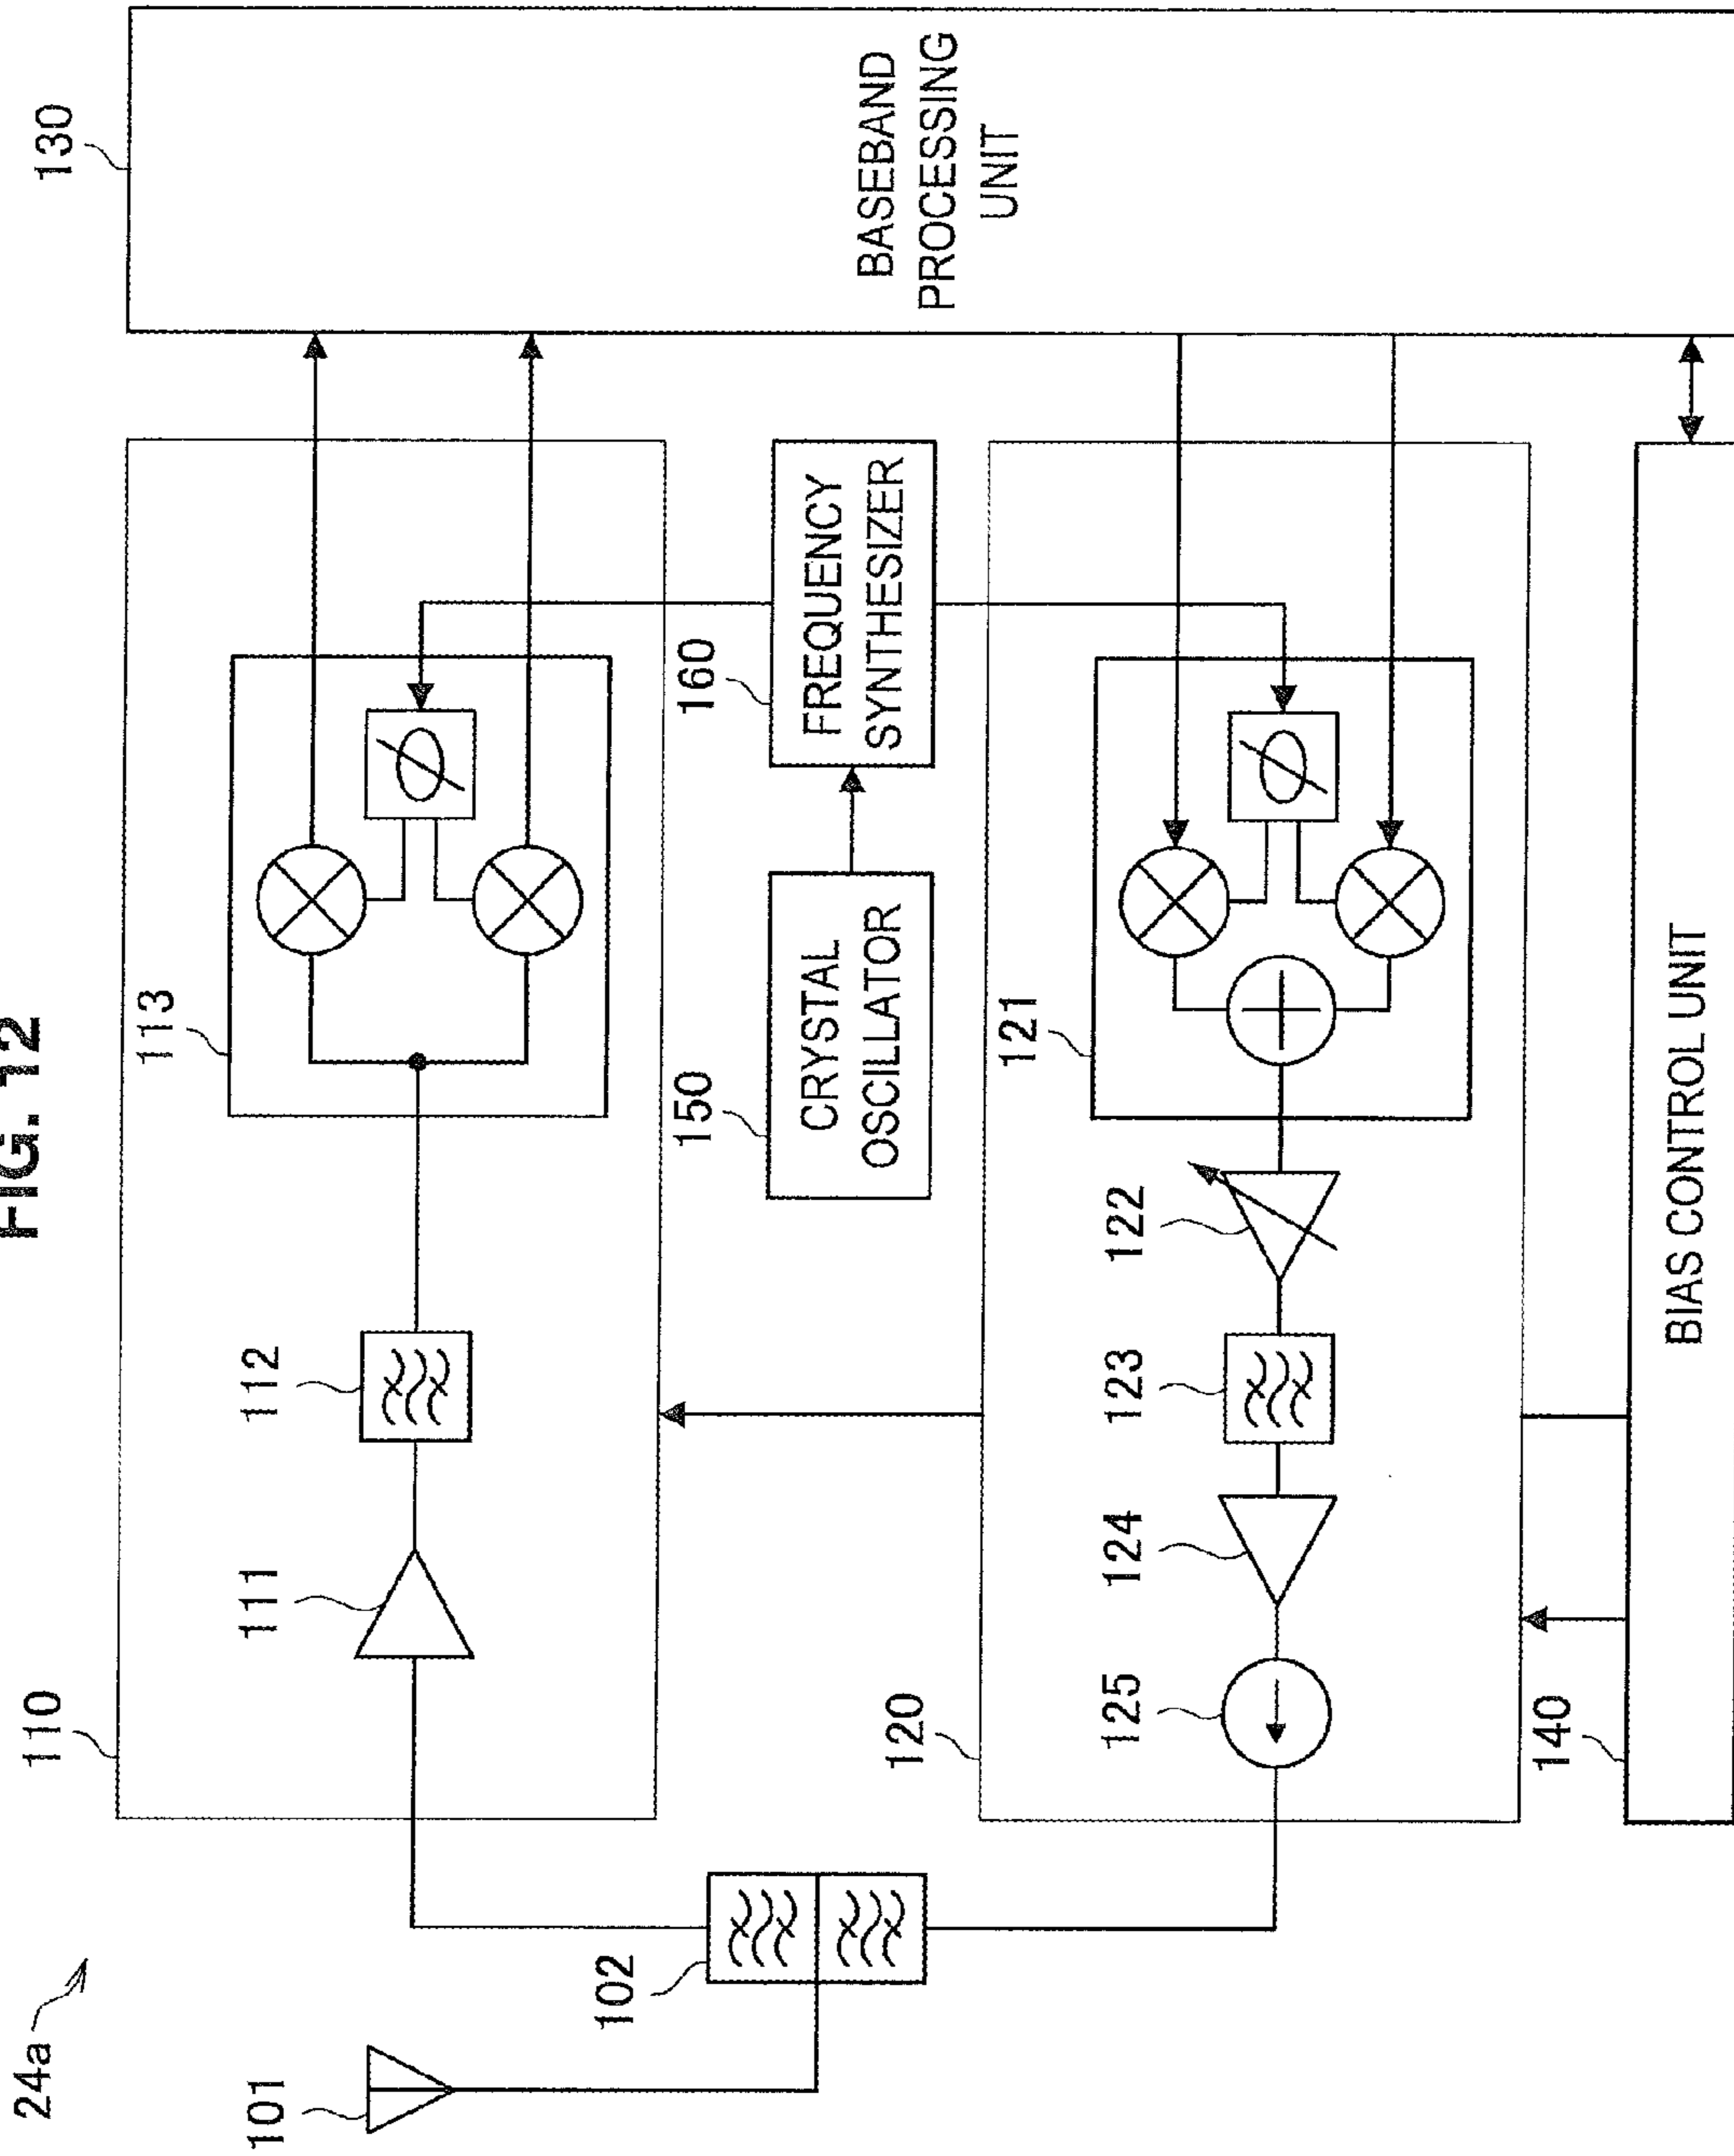 FIG. 12
24a
101
102
110
111
112
113
130
BASEBAND
PROCESSING
UNIT
150
CRYSTAL
OSCILLATOR
160
FREQUENCY
SYNTHESIZER
120
125
124
123
122
121
140
BIAS CONTROL UNIT